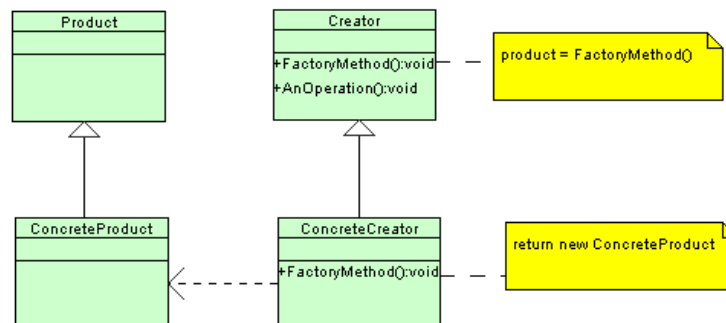 Product
Creator
+FactoryMethod():void
+AnOperation():void
product = FactoryMethod()
ConcreteProduct
ConcreteCreator
+FactoryMethod():void
return new ConcreteProduct